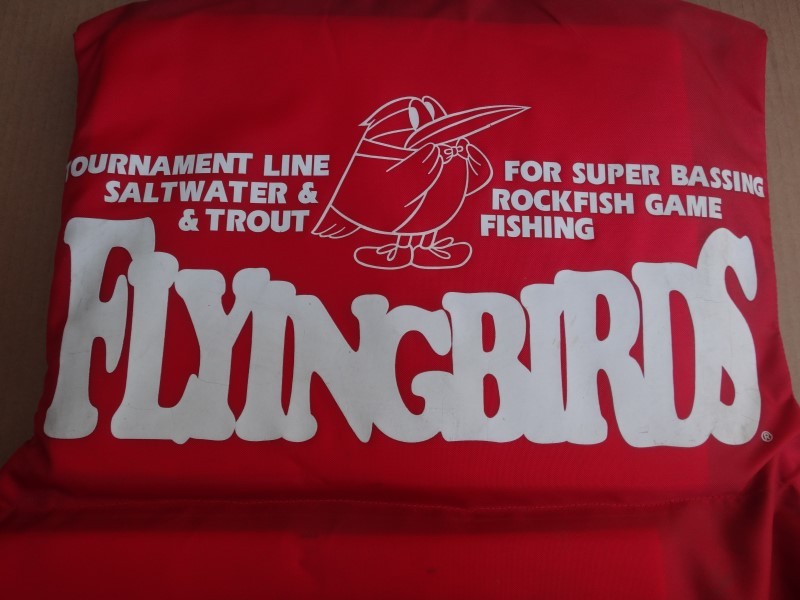 TOURNAMENT LINE
SALTWATER &
& TROUT
FOR SUPER BASSING
ROCKFISH GAME
FISHING
FLYINGBIRDS®